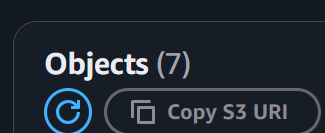 Objects (7)
Copy S3 URI